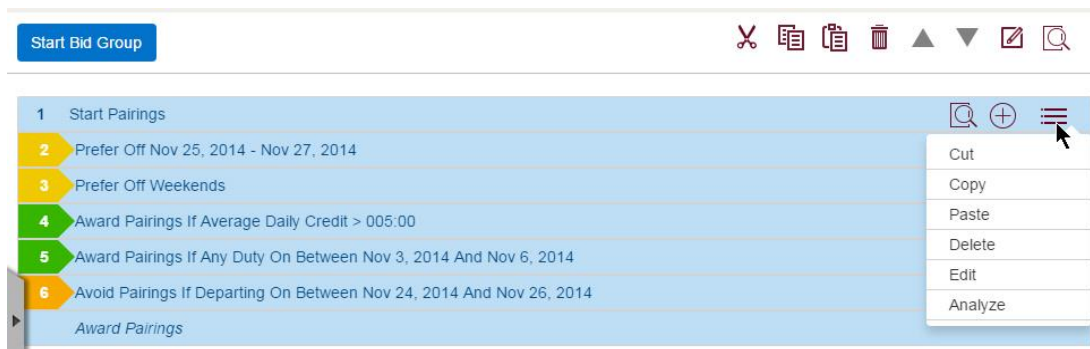 Start Bid Group
1 Start Pairings
2 Prefer Off Nov 25, 2014 - Nov 27, 2014
3 Prefer Off Weekends
4 Award Pairings If Average Daily Credit > 005:00
5 Award Pairings If Any Duty On Between Nov 3, 2014 And Nov 6, 2014
6 Avoid Pairings If Departing On Between Nov 24, 2014 And Nov 26, 2014
Award Pairings
Cut
Copy
Paste
Delete
Edit
Analyze